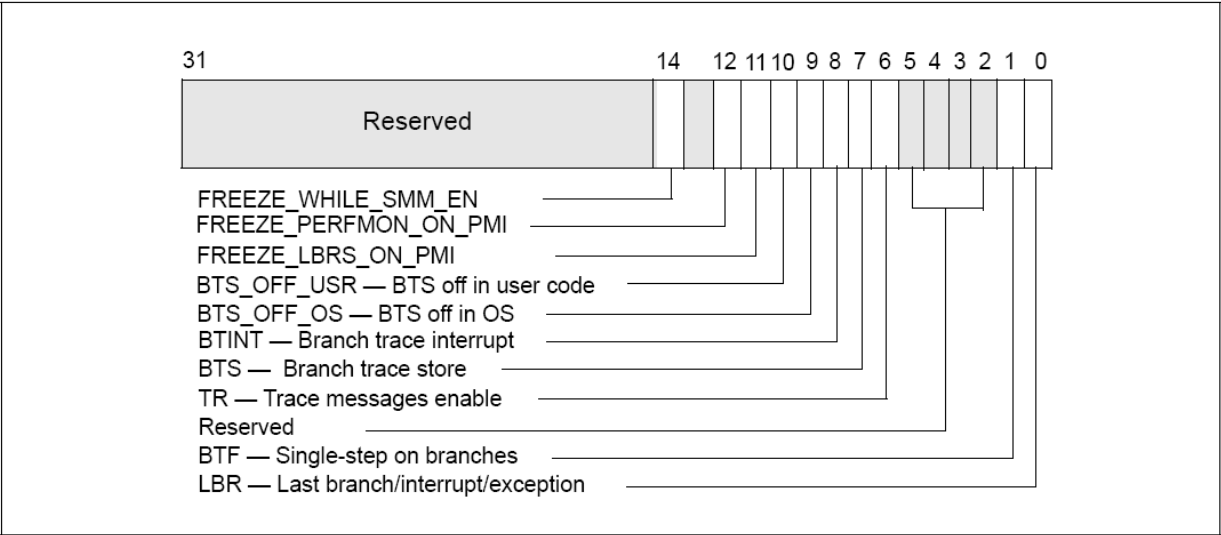 31 14 12 11 10 9 8 7 6 5 4 3 2 1 0
Reserved
FREEZE_WHILE_SMM_EN
FREEZE_PERFMON_ON_PMI
FREEZE_LBRS_ON_PMI
BTS_OFF_USR — BTS off in user code
BTS_OFF_OS — BTS off in OS
BTINT — Branch trace interrupt
BTS — Branch trace store
TR — Trace messages enable
Reserved
BTF — Single-step on branches
LBR — Last branch/interrupt/exception